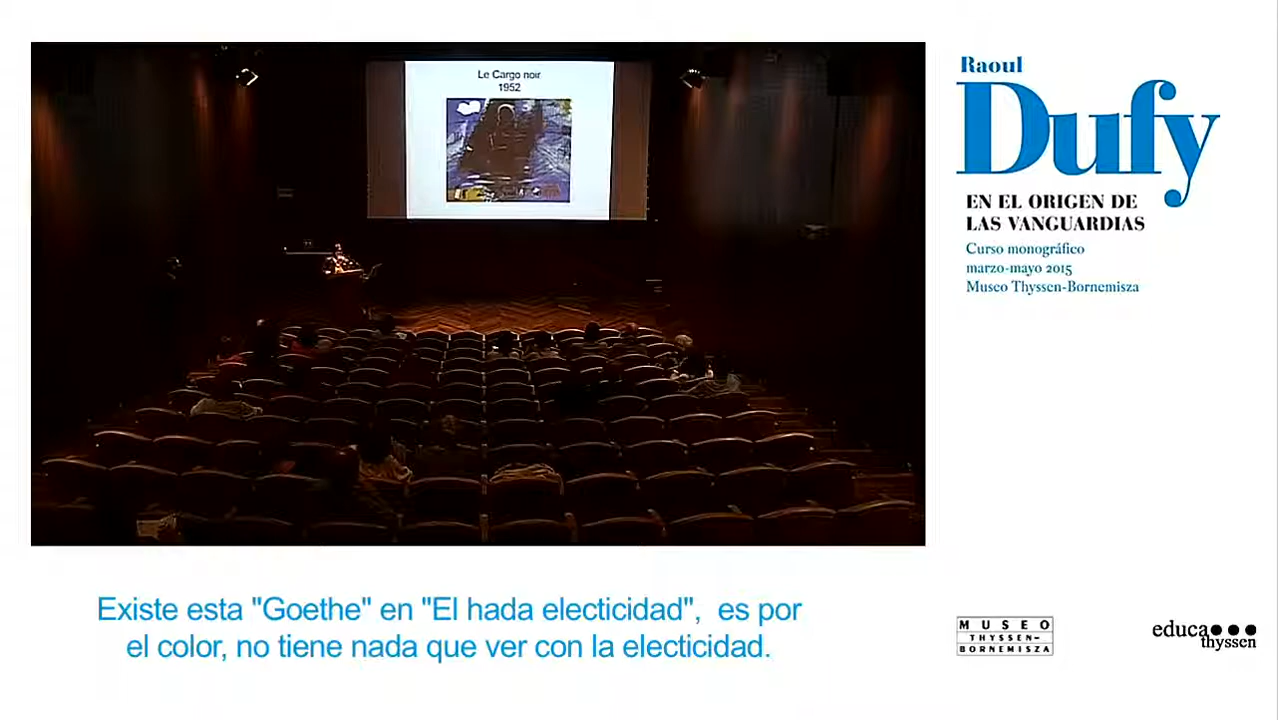 Le Cargo noir
1952
Raoul
Dufy
EN EL ORIGEN DE
LAS VANGUARDIAS
Curso monográfico
marzo-mayo 2015
Museo Thyssen-Bornemisza
Existe esta "Goethe" en "El hada electicidad",  es por
el color, no tiene nada que ver con la electicidad.
MUSEO
THYSSEN-
BORNEMISZA
educa
thyssen